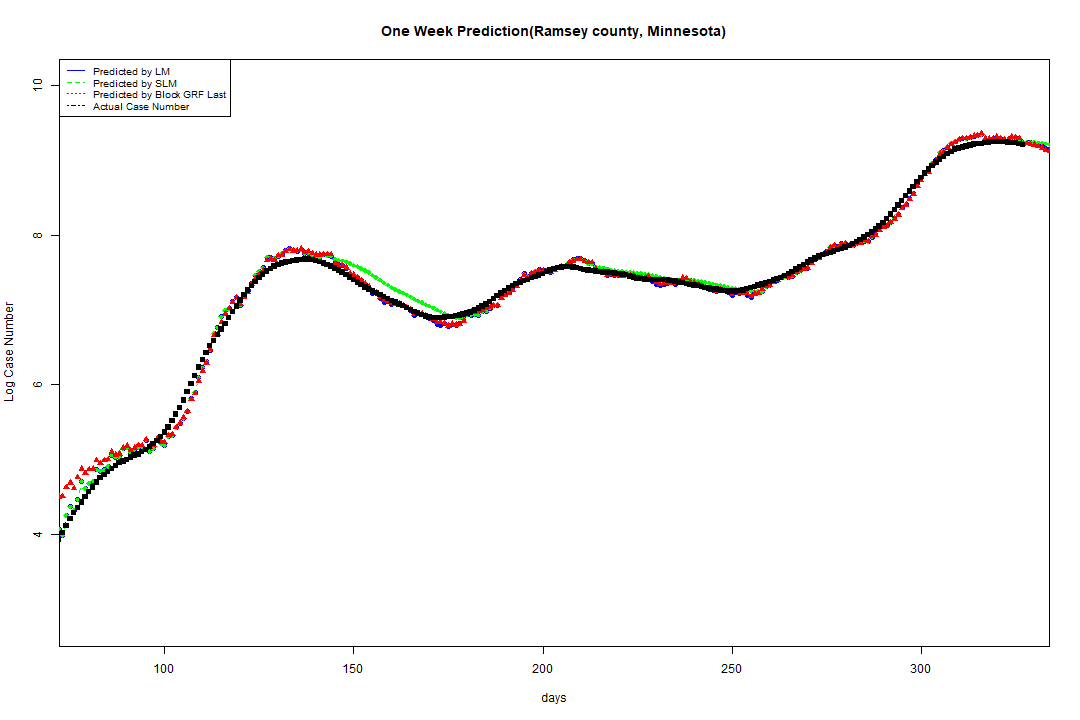 One Week Prediction(Ramsey county, Minnesota)
Predicted by LM
Predicted by SLM
Predicted by Block GRF Last
Actual Case Number
10
8
6
4
Log Case Number
100 150 200 250 300
days